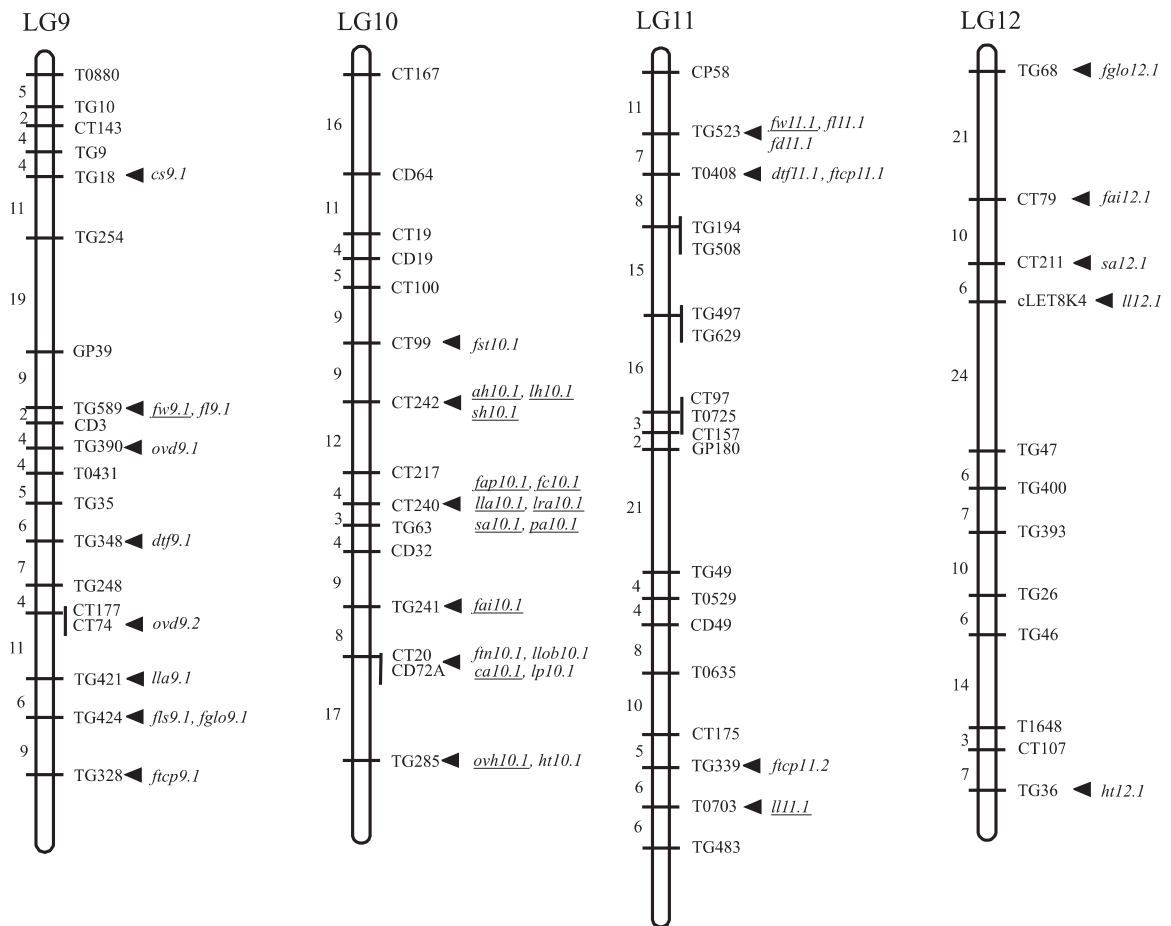 LG9
T0880
5
TG10
2
CT143
4
TG9
4
TG18 cs9.1
11
TG254
19
GP39
9
TG589 fw9.1, fl9.1
2
CD3
4
TG390 ovd9.1
4
T0431
5
TG35
6
TG348 dtf9.1
7
TG248
4
CT177
CT74 ovd9.2
11
TG421 lla9.1
6
TG424 fls9.1, fglo9.1
9
TG328 ftcp9.1
LG10
CT167
16
CD64
11
CT19
4
CD19
5
CT100
9
CT99 fst10.1
9
ah10.1, lh10.1
CT242
sh10.1
12
CT217
fap10.1, fc10.1
4
CT240 lla10.1, lra10.1
3
TG63 sa10.1, pa10.1
4
CD32
9
TG241 fai10.1
8
CT20 ftn10.1, llob10.1
CD72A ca10.1, lp10.1
17
TG285 ovh10.1, ht10.1
LG11
CP58
11
TG523 fw11.1, fl11.1
fd11.1
7
T0408 dtf11.1, ftcp11.1
8
TG194
TG508
15
TG497
TG629
16
CT97
T0725
3
CT157
2
GP180
21
TG49
4
T0529
4
CD49
8
T0635
10
CT175
5
TG339 ftcp11.2
6
T0703 ll11.1
6
TG483
LG12
TG68 fglo12.1
21
CT79 fai12.1
10
CT211 sa12.1
6
cLET8K4 ll12.1
24
TG47
6
TG400
7
TG393
10
TG26
6
TG46
14
T1648
3
CT107
7
TG36 ht12.1